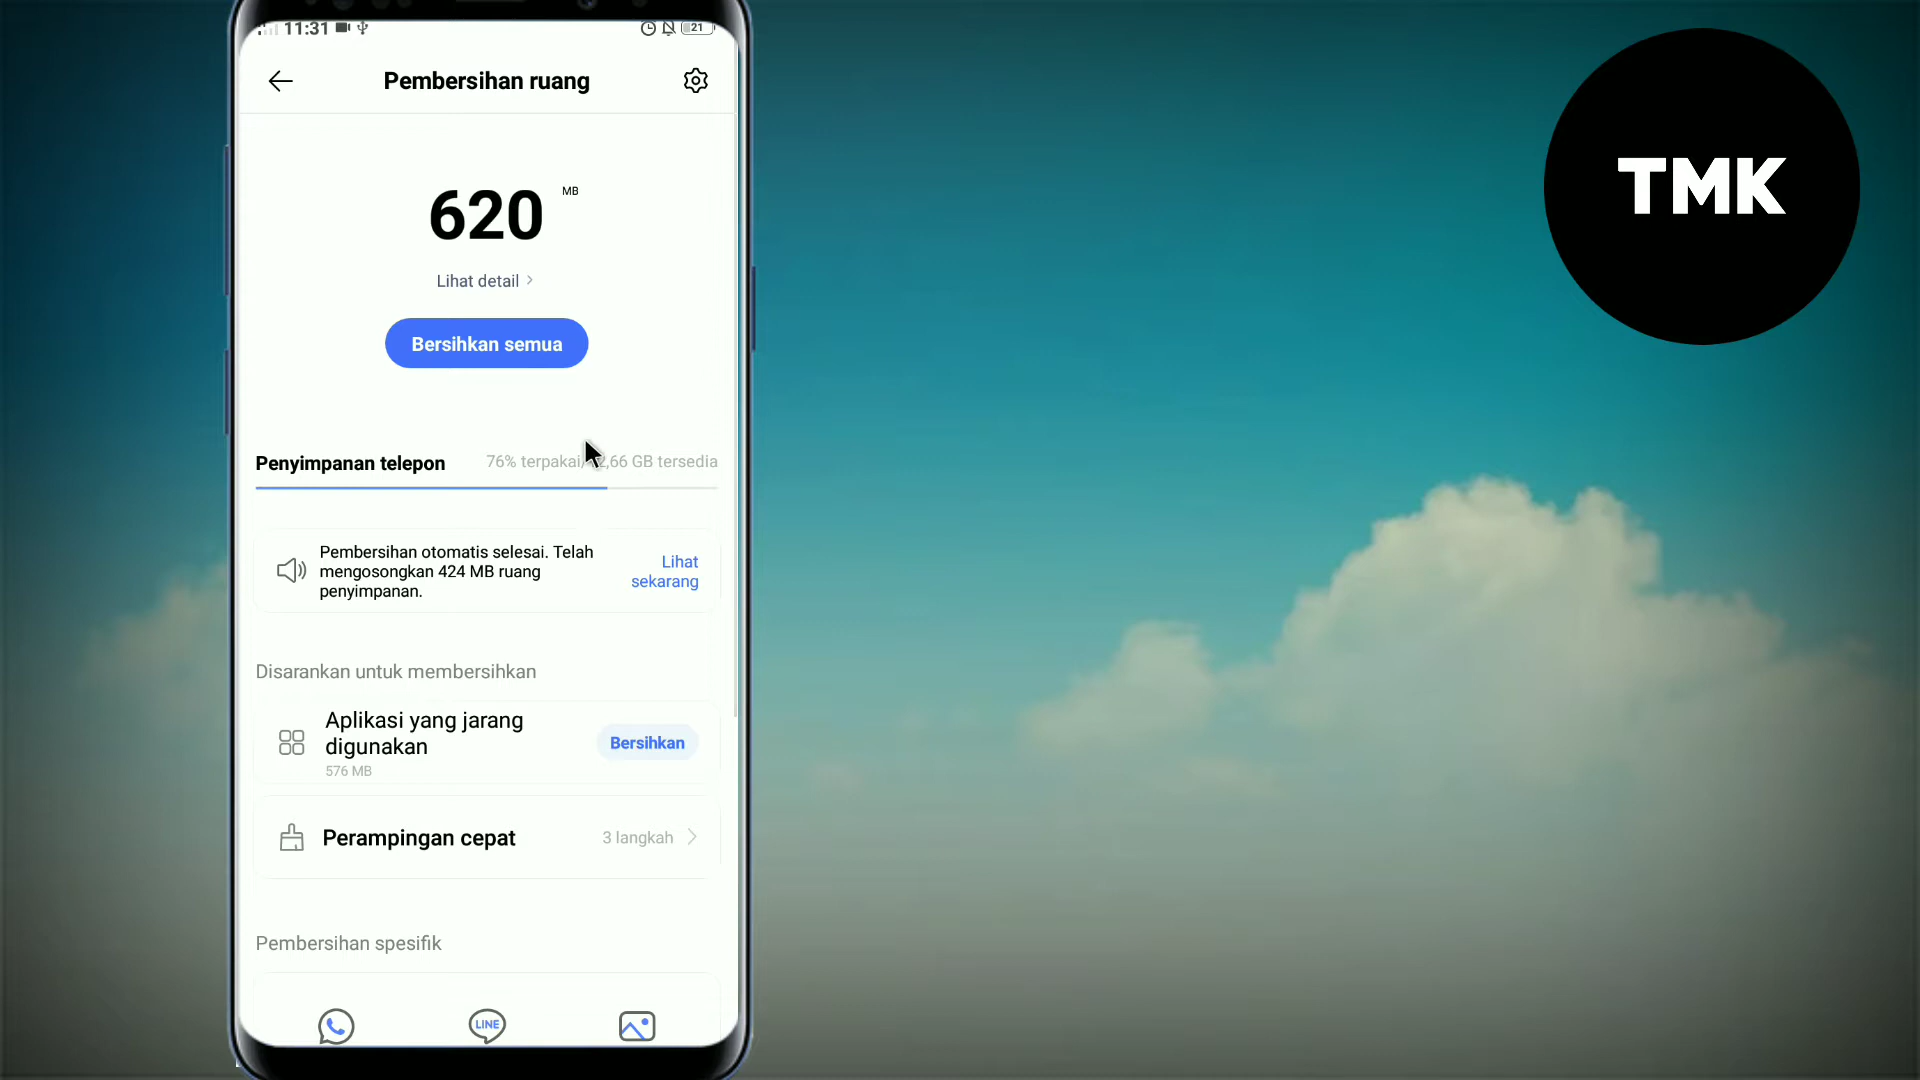 11:31
21
Pembersihan ruang
TMK
620 MB
Lihat detail
Bersihkan semua
Penyimpanan telepon
76% terpakai/ 2,66 GB tersedia
Pembersihan otomatis selesai. Telah
mengosongkan 424 MB ruang
penyimpanan.
Lihat
sekarang
Disarankan untuk membersihkan
Aplikasi yang jarang
digunakan
576 MB
Bersihkan
Perampingan cepat
3 langkah
Pembersihan spesifik
LINE